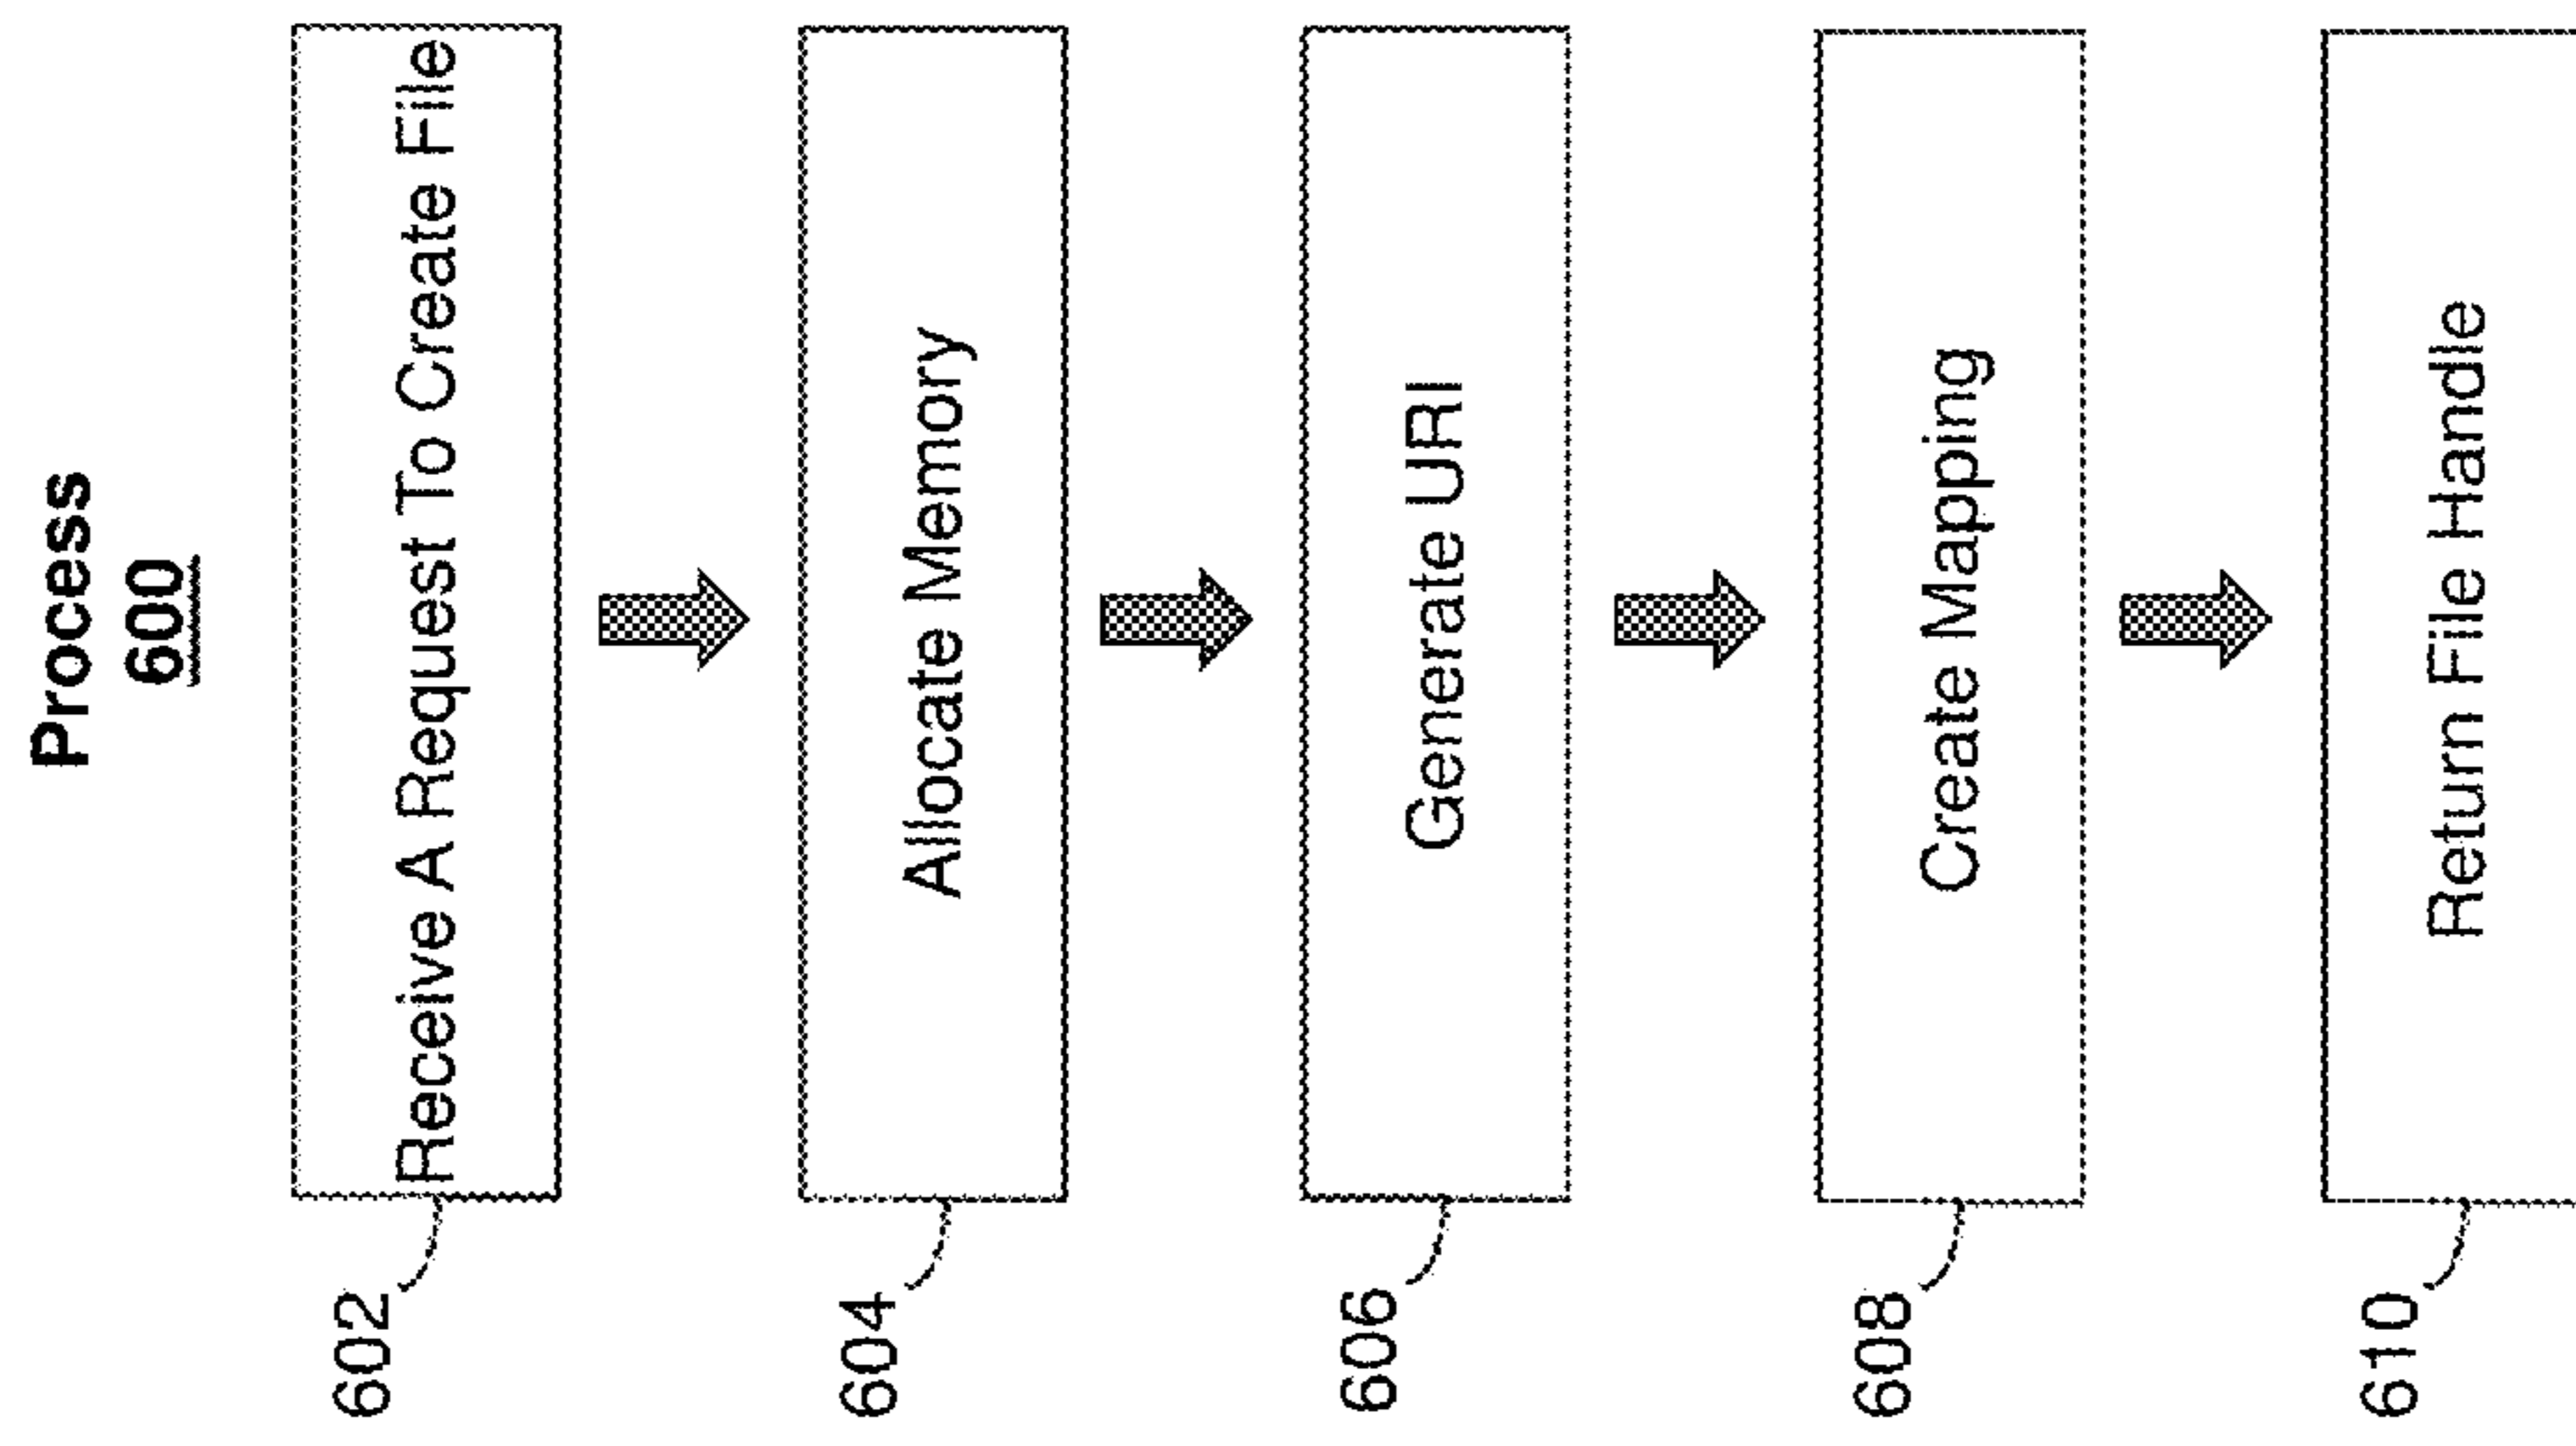 Process
600
602
Receive A Request To Create File
604
Allocate Memory
606
Generate URI
608
Create Mapping
610
Return File Handle